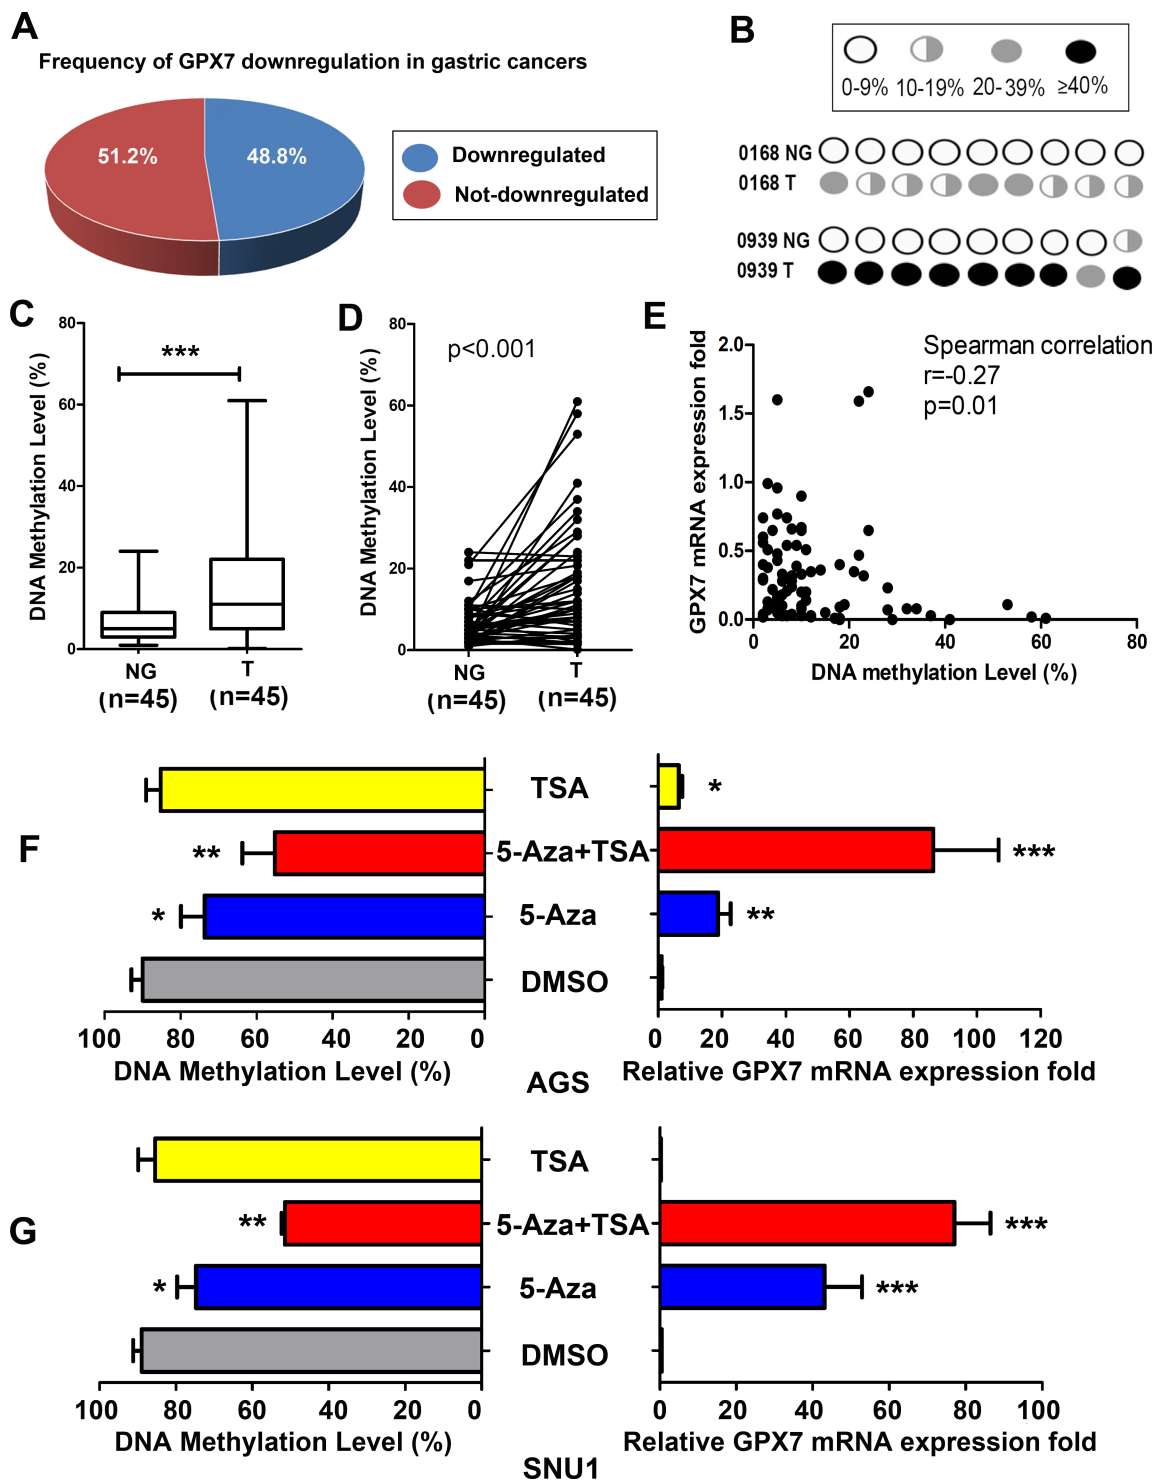 A
Frequency of GPX7 downregulation in gastric cancers
51.2%
48.8%
Downregulated
Not-downregulated
B
0-9% 10-19% 20-39% ≥40%
0168 NG
0168 T
0939 NG
0939 T
C
DNA Methylation Level (%)
80
60
40
20
0
***
NG
(n=45)
T
(n=45)
D
DNA Methylation Level (%)
80
60
40
20
0
p<0.001
NG
(n=45)
T
(n=45)
E
GPX7 mRNA expression fold
2.0
1.5
1.0
0.5
0.0
Spearman correlation
r=-0.27
p=0.01
0 20 40 60 80
DNA methylation Level (%)
F
TSA
*
**
5-Aza+TSA
***
*
5-Aza
**
DMSO
100 80 60 40 20 0
DNA Methylation Level (%)
0 20 40 60 80 100 120
Relative GPX7 mRNA expression fold
AGS
G
TSA
**
5-Aza+TSA
***
*
5-Aza
***
DMSO
100 80 60 40 20 0
DNA Methylation Level (%)
0 20 40 60 80 100
Relative GPX7 mRNA expression fold
SNU1